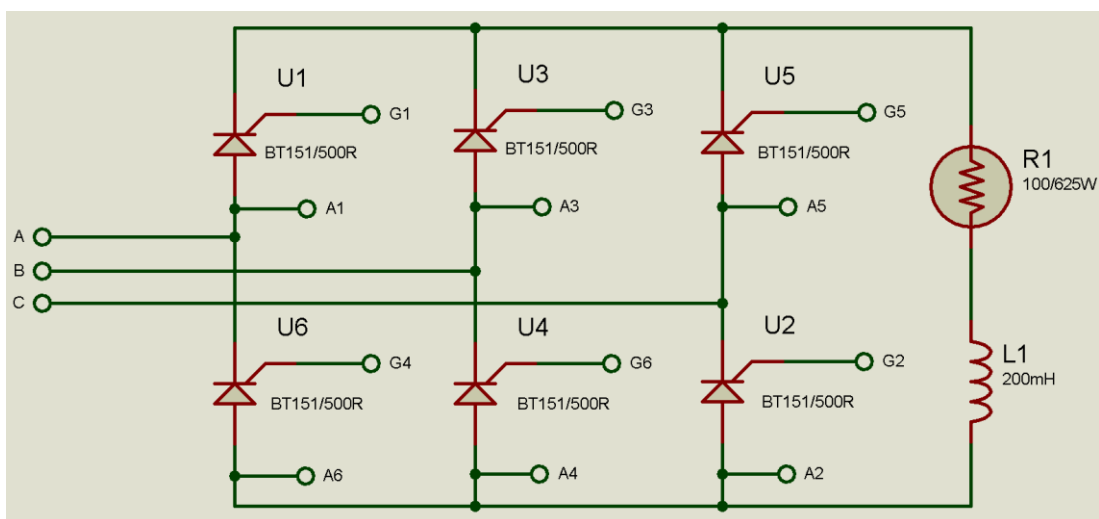 U1
G1
BT151/500R
A1
U3
G3
BT151/500R
A3
U5
G5
BT151/500R
A5
R1
100/625W
A
B
C
U6
G4
BT151/500R
A6
U4
G6
BT151/500R
A4
U2
G2
BT151/500R
A2
L1
200mH